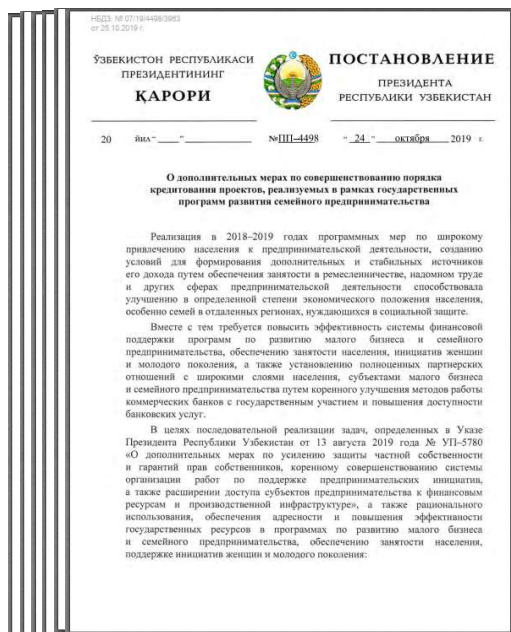 НБДЗ: № 07/19/4498/3963
от 25.10.2019 г.
ЎЗБЕКИСТОН РЕСПУБЛИКАСИ
ПРЕЗИДЕНТИНИНГ
ҚАРОРИ
ПОСТАНОВЛЕНИЕ
ПРЕЗИДЕНТА
РЕСПУБЛИКИ УЗБЕКИСТАН
20 йил "____" ____________ №ПП–4498 " 24 " октября 2019 г.
О дополнительных мерах по совершенствованию порядка
кредитования проектов, реализуемых в рамках государственных
программ развития семейного предпринимательства
Реализация в 2018–2019 годах программных мер по широкому
привлечению населения к предпринимательской деятельности, созданию
условий для формирования дополнительных и стабильных источников
его дохода путем обеспечения занятости в ремесленничестве, надомном труде
и других сферах предпринимательской деятельности способствовала
улучшению в определенной степени экономического положения населения,
особенно семей в отдаленных регионах, нуждающихся в социальной защите.
Вместе с тем требуется повысить эффективность системы финансовой
поддержки программ по развитию малого бизнеса и семейного
предпринимательства, обеспечению занятости населения, инициатив женщин
и молодого поколения, а также установлению полноценных партнерских
отношений с широкими слоями населения, субъектами малого бизнеса
и семейного предпринимательства путем коренного улучшения методов работы
коммерческих банков с государственным участием и повышения доступности
банковских услуг.
В целях последовательной реализации задач, определенных в Указе
Президента Республики Узбекистан от 13 августа 2019 года № УП–5780
«О дополнительных мерах по усилению защиты частной собственности
и гарантий прав собственников, коренному совершенствованию системы
организации работ по поддержке предпринимательских инициатив,
а также расширении доступа субъектов предпринимательства к финансовым
ресурсам и производственной инфраструктуре», а также рационального
использования, обеспечения адресности и повышения эффективности
государственных ресурсов в программах по развитию малого бизнеса
и семейного предпринимательства, обеспечению занятости населения,
поддержке инициатив женщин и молодого поколения: